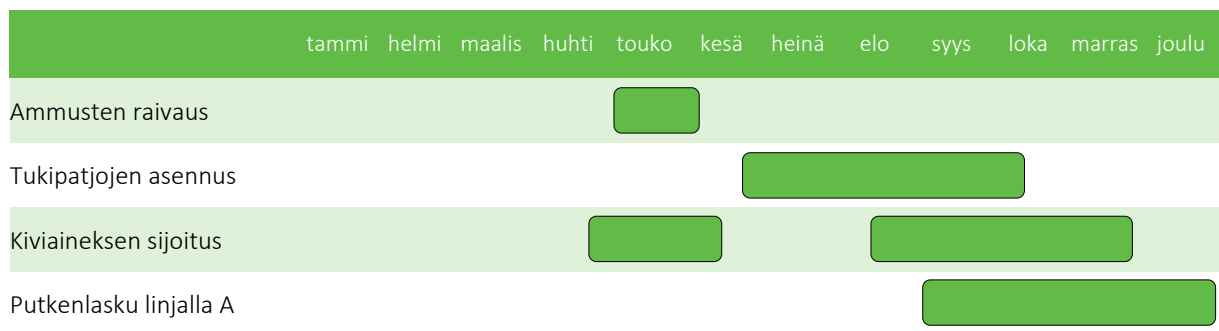 tammi helmi maalis huhti touko kesä heinä elo syys loka marras joulu
Ammusten raivaus
Tukipatjojen asennus
Kiviaineksen sijoitus
Putkenlasku linjalla A